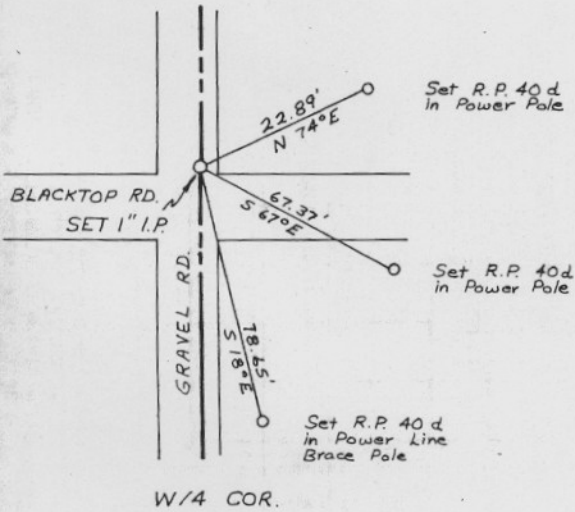 Set R.P. 40 d
in Power Pole
22.89'
N 74°E
BLACKTOP RD.
SET 1" I.P.
67.37'
S 67°E
Set R.P. 40d
in Power Pole
GRAVEL RD.
78.65'
S 18°E
Set R.P. 40 d
in Power Line
Brace Pole
W/4 COR.